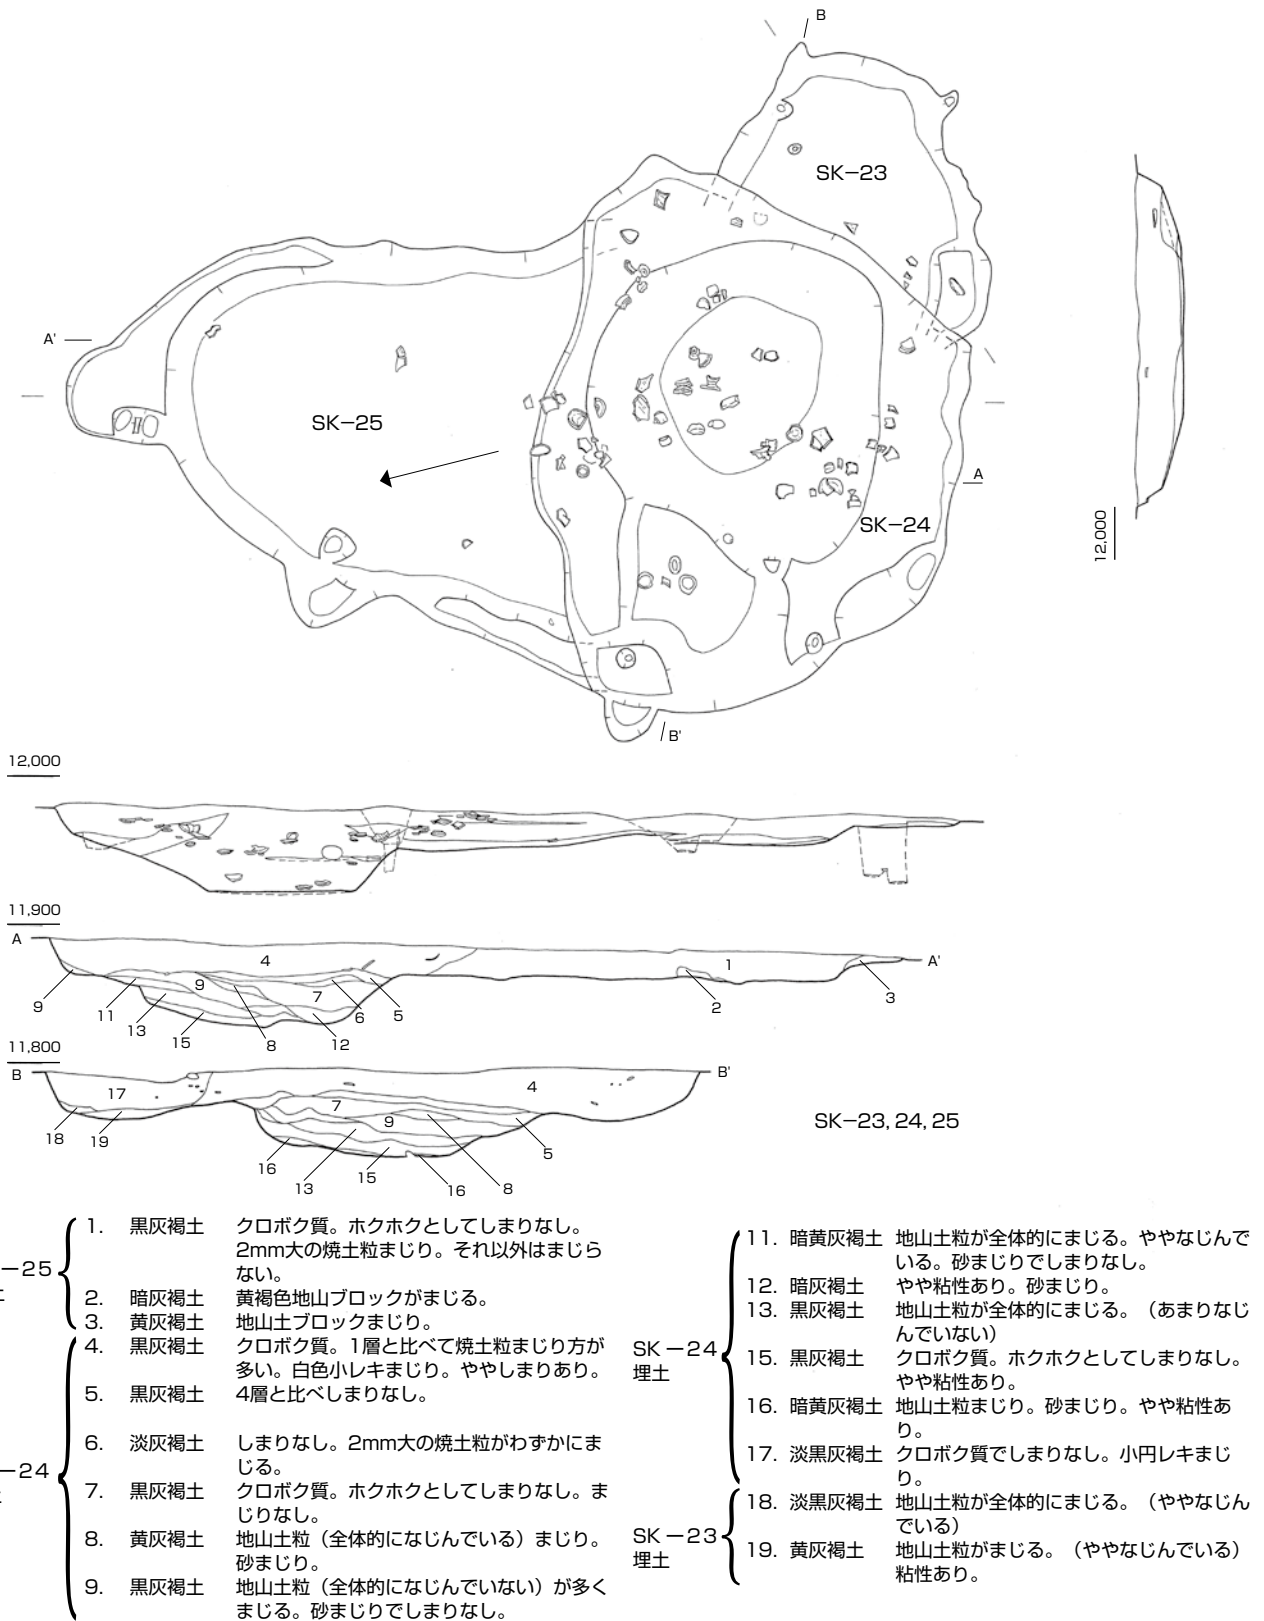 B
SK-23
A'
SK-25
A
SK-24
12,000
B'
12,000
11,900
A
4
1
A'
9
9
7
11
13
15
8
12
6
5
2
3
11,800
B
17
4
B'
7
9
18
19
16
13
15
16
8
5
SK-23, 24, 25
-25
1. 黒灰褐土 クロボク質。ホクホクとしてしまりなし。
2mm大の焼土粒まじり。それ以外はまじら
ない。
2. 暗灰褐土 黄褐色地山ブロックがまじる。
3. 黄灰褐土 地山土ブロックまじり。
-24
4. 黒灰褐土 クロボク質。1層と比べて焼土粒まじり方が
多い。白色小レキまじり。ややしまりあり。
5. 黒灰褐土 4層と比べしまりなし。
6. 淡灰褐土 しまりなし。2mm大の焼土粒がわずかにま
じる。
7. 黒灰褐土 クロボク質。ホクホクとしてしまりなし。ま
じりなし。
8. 黄灰褐土 地山土粒（全体的になじんでいる）まじり。
砂まじり。
9. 黒灰褐土 地山土粒（全体的になじんでいない）が多く
まじる。砂まじりでしまりなし。
SK-24
埋土
11. 暗黄灰褐土 地山土粒が全体的にまじる。ややなじんで
いる。砂まじりでしまりなし。
12. 暗灰褐土 やや粘性あり。砂まじり。
13. 黒灰褐土 地山土粒が全体的にまじる。（あまりなじ
んでいない）
15. 黒灰褐土 クロボク質。ホクホクとしてしまりなし。
やや粘性あり。
16. 暗黄灰褐土 地山土粒まじり。砂まじり。やや粘性あ
り。
17. 淡黒灰褐土 クロボク質でしまりなし。小円レキまじ
り。
SK-23
埋土
18. 淡黒灰褐土 地山土粒が全体的にまじる。（ややなじん
でいる）
19. 黄灰褐土 地山土粒がまじる。（ややなじんでいる）
粘性あり。